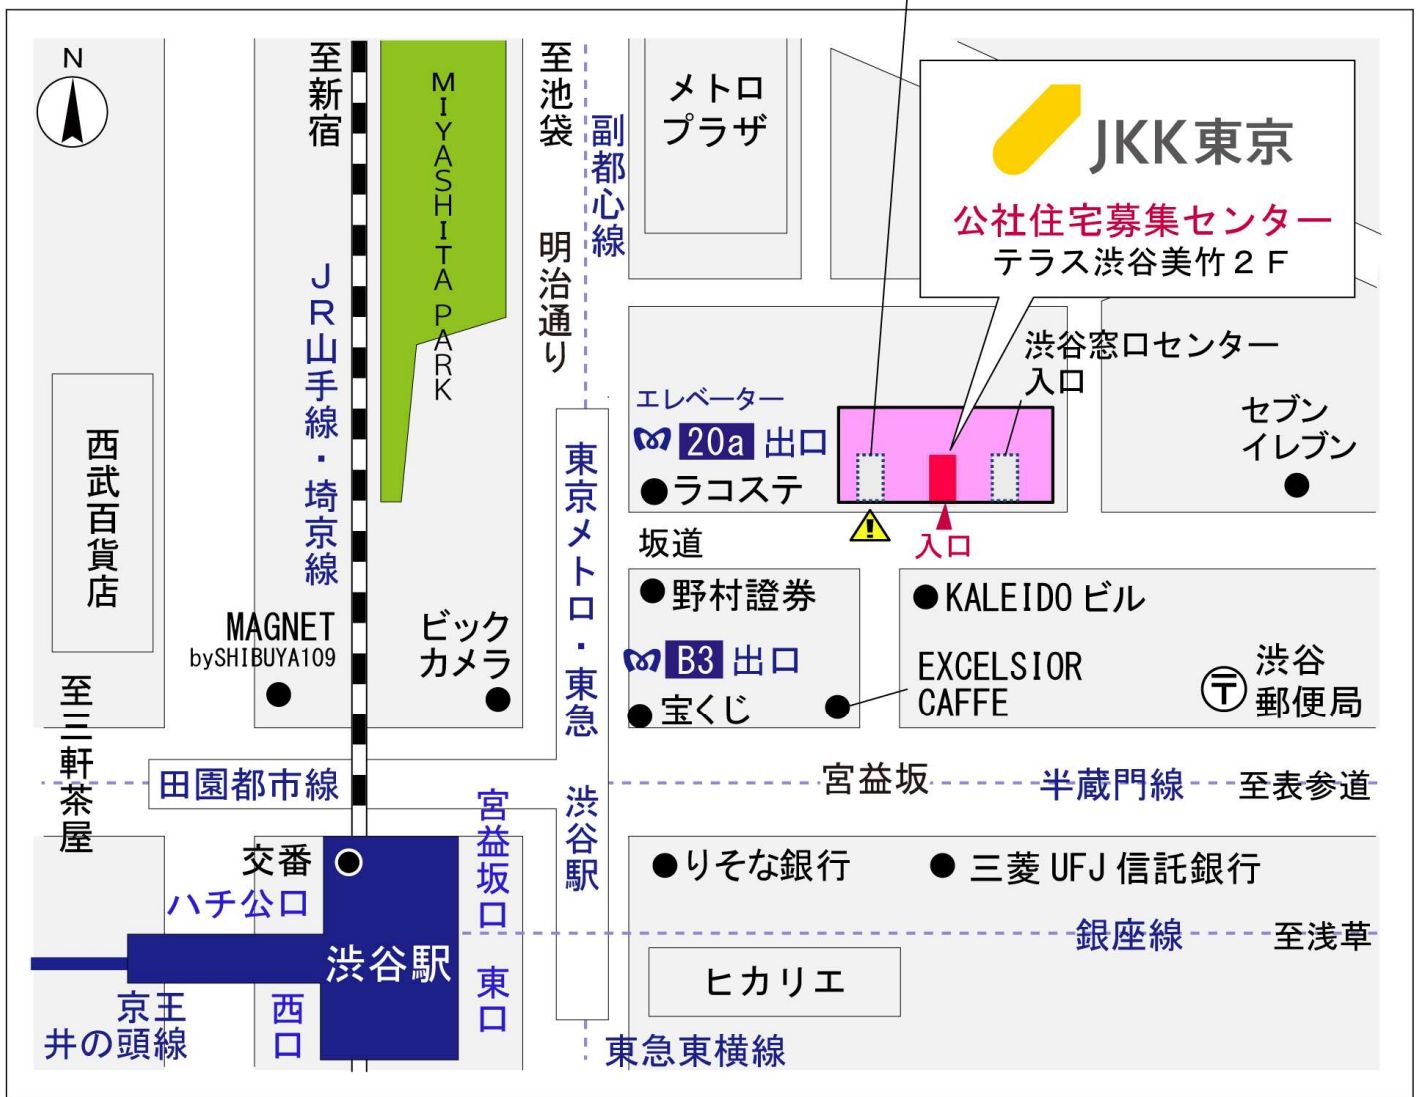 N
至新宿
MIYASHITA PARK
至池袋
副都心線
メトロ
プラザ
JKK東京
公社住宅募集センター
テラス渋谷美竹２Ｆ
明治通り
JR山手線・埼京線
渋谷窓口センター
入口
エレベーター
20a 出口
ラコステ
セブン
イレブン
西武百貨店
東京メトロ・東急 渋谷駅
坂道
入口
野村證券
KALEIDO ビル
MAGNET
bySHIBUYA109
ビック
カメラ
B3 出口
宝くじ
EXCELSIOR
CAFFE
渋谷
郵便局
至三軒茶屋
田園都市線
宮益坂
半蔵門線
至表参道
宮益坂口
交番
ハチ公口
りそな銀行
三菱 UFJ 信託銀行
銀座線
至浅草
渋谷駅
東口
西口
ヒカリエ
京王
井の頭線
東急東横線